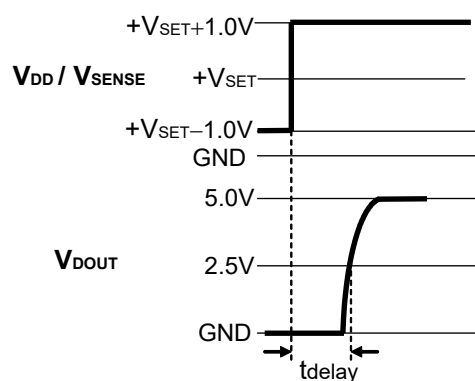 +VSET+1.0V
VDD / VSENSE
+VSET
+VSET−1.0V
GND
5.0V
VDOUT
2.5V
GND
tdelay